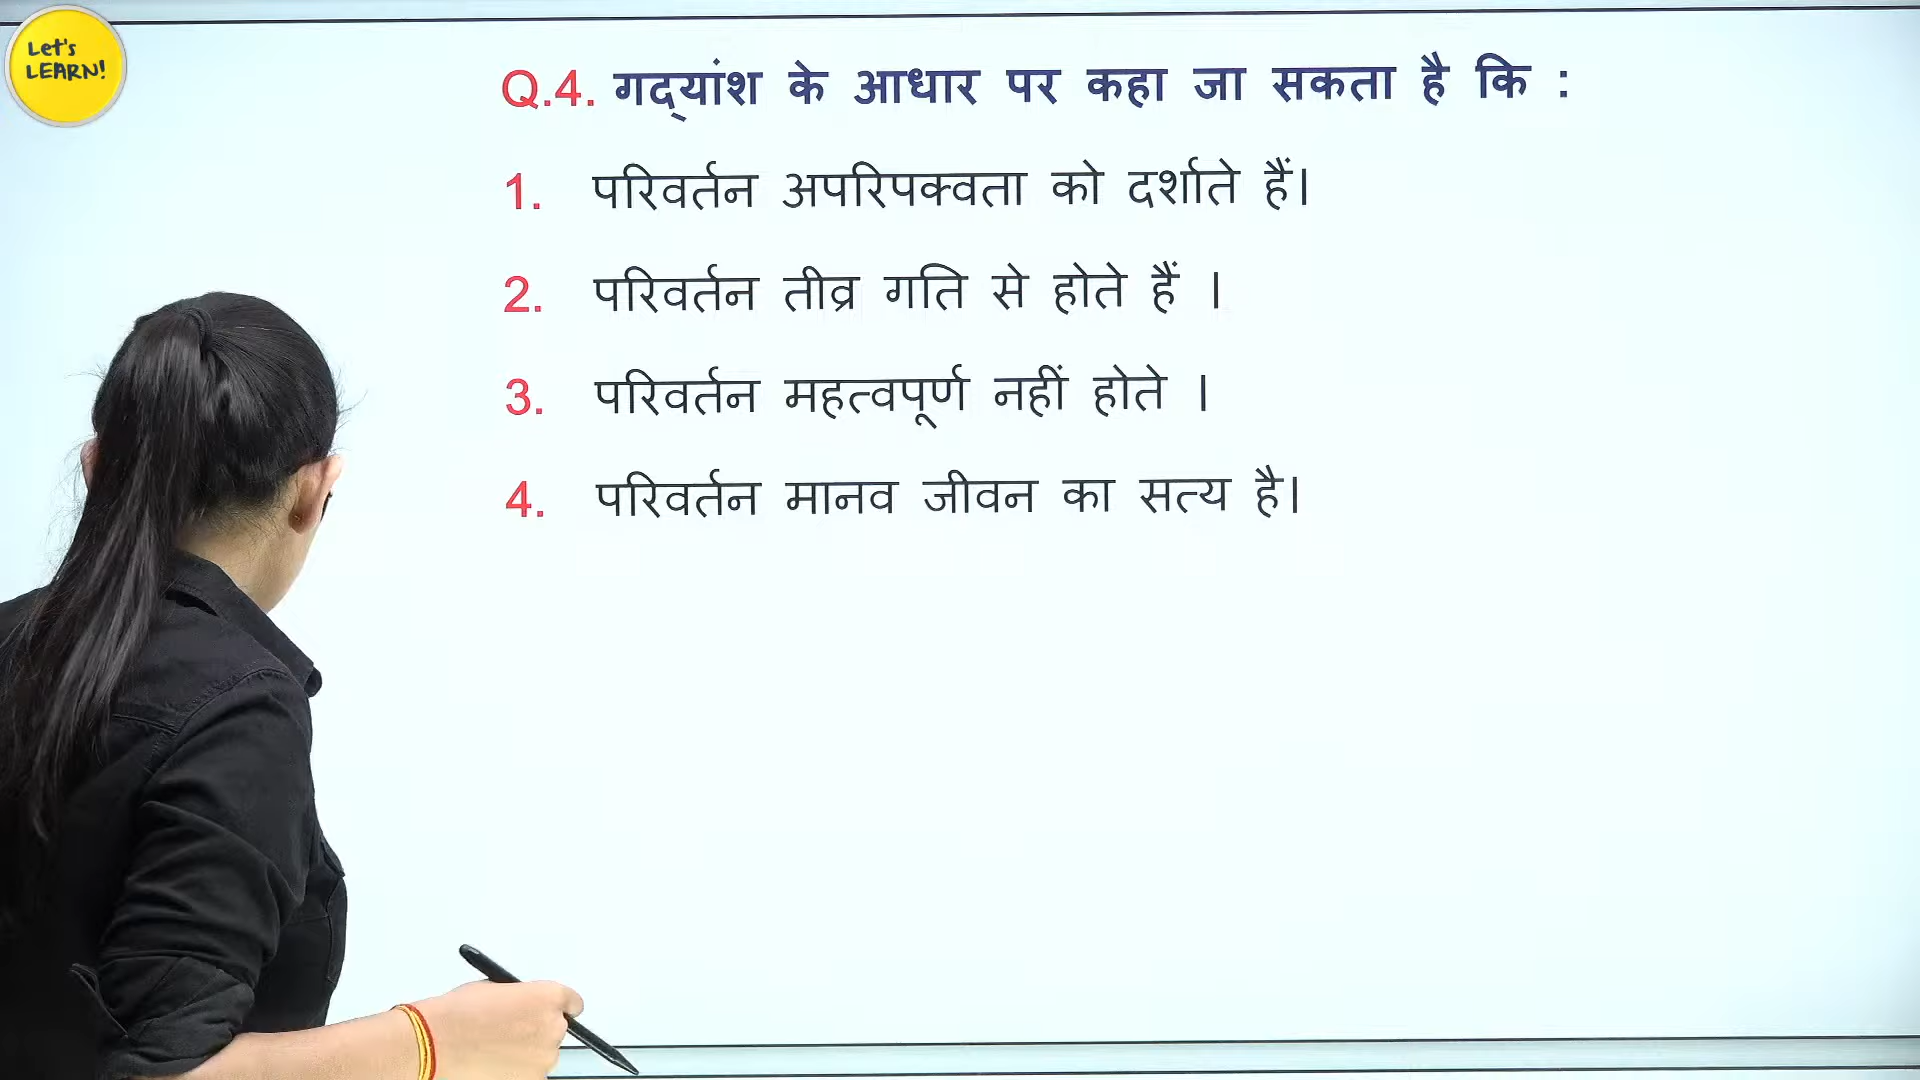 Let's
LEARN!
Q.4. गद्‌यांश के आधार पर कहा जा सकता है कि :
1. परिवर्तन अपरिपक्वता को दर्शाते हैं।
2. परिवर्तन तीव्र गति से होते हैं ।
3. परिवर्तन महत्वपूर्ण नहीं होते ।
4. परिवर्तन मानव जीवन का सत्य है।